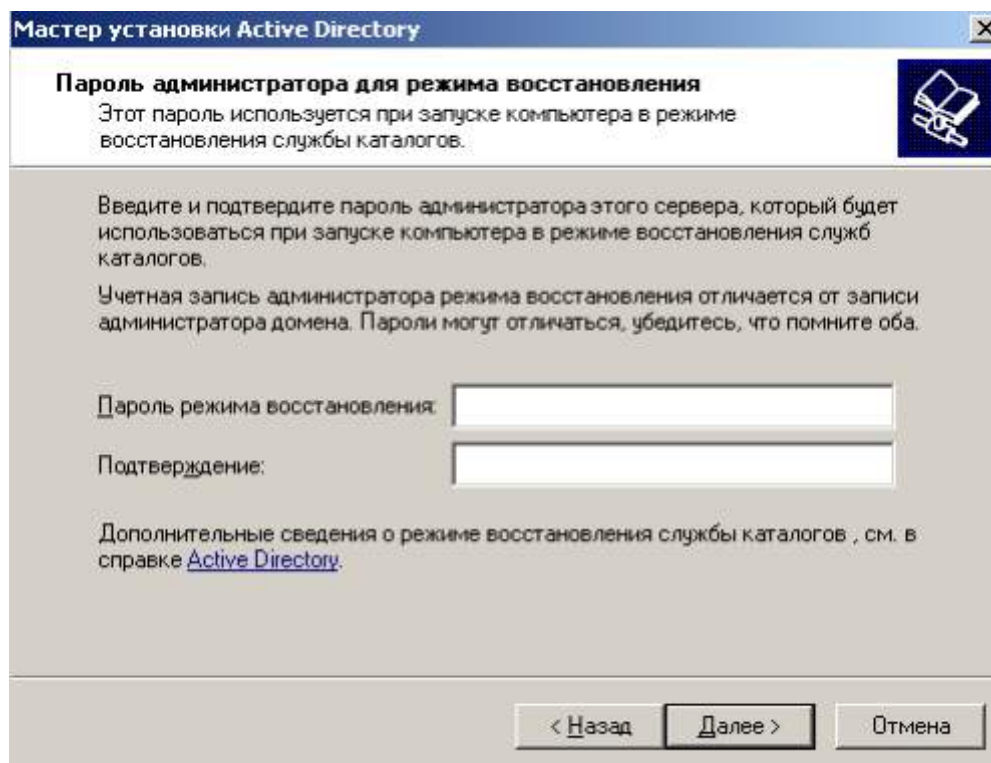 Мастер установки Active Directory
Пароль администратора для режима восстановления
Этот пароль используется при запуске компьютера в режиме
восстановления службы каталогов.
Введите и подтвердите пароль администратора этого сервера, который будет
использоваться при запуске компьютера в режиме восстановления служб
каталогов.
Учетная запись администратора режима восстановления отличается от записи
администратора домена. Пароли могут отличаться, убедитесь, что помните оба.
Пароль режима восстановления:
Подтверждение:
Дополнительные сведения о режиме восстановления службы каталогов , см. в
справке Active Directory.
< Назад Далее > Отмена